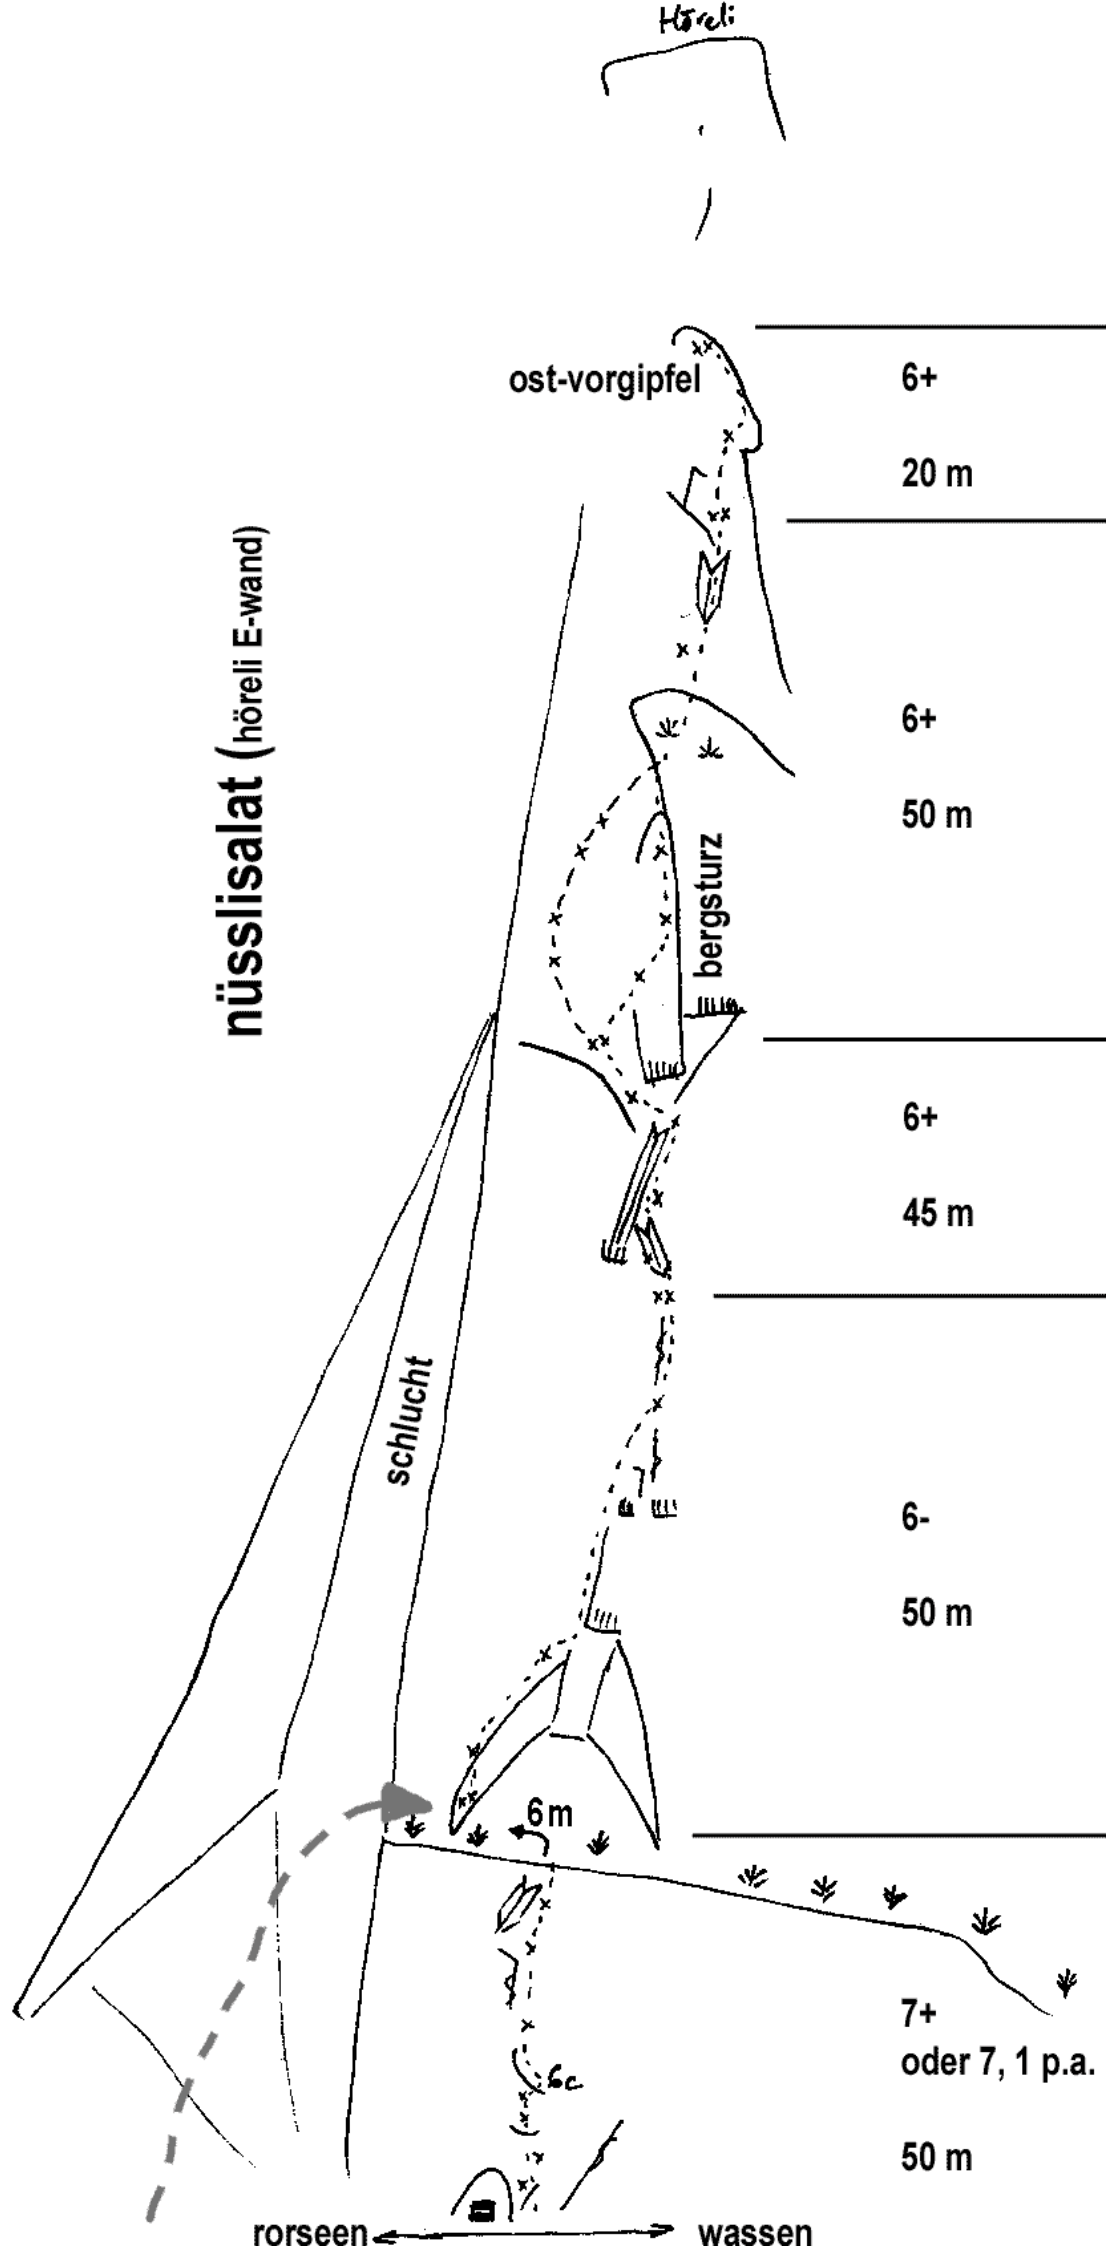 Höreli
ost-vorgipfel
6+
20 m
nüsslisalat (höreli E-wand)
6+
50 m
bergsturz
6+
45 m
schlucht
6-
50 m
6m
7+
oder 7, 1 p.a.
6c
50 m
rorseen
wassen